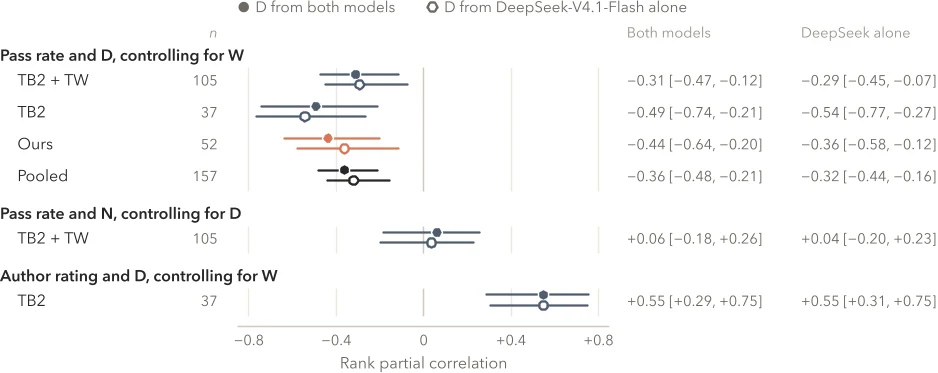 D from both models D from DeepSeek-V4.1-Flash alone
n Both models DeepSeek alone
Pass rate and D, controlling for W
TB2 + TW 105 −0.31 [−0.47, −0.12] −0.29 [−0.45, −0.07]
TB2 37 −0.49 [−0.74, −0.21] −0.54 [−0.77, −0.27]
Ours 52 −0.44 [−0.64, −0.20] −0.36 [−0.58, −0.12]
Pooled 157 −0.36 [−0.48, −0.21] −0.32 [−0.44, −0.16]
Pass rate and N, controlling for D
TB2 + TW 105 +0.06 [−0.18, +0.26] +0.04 [−0.20, +0.23]
Author rating and D, controlling for W
TB2 37 +0.55 [+0.29, +0.75] +0.55 [+0.31, +0.75]
−0.8 −0.4 0 +0.4 +0.8
Rank partial correlation